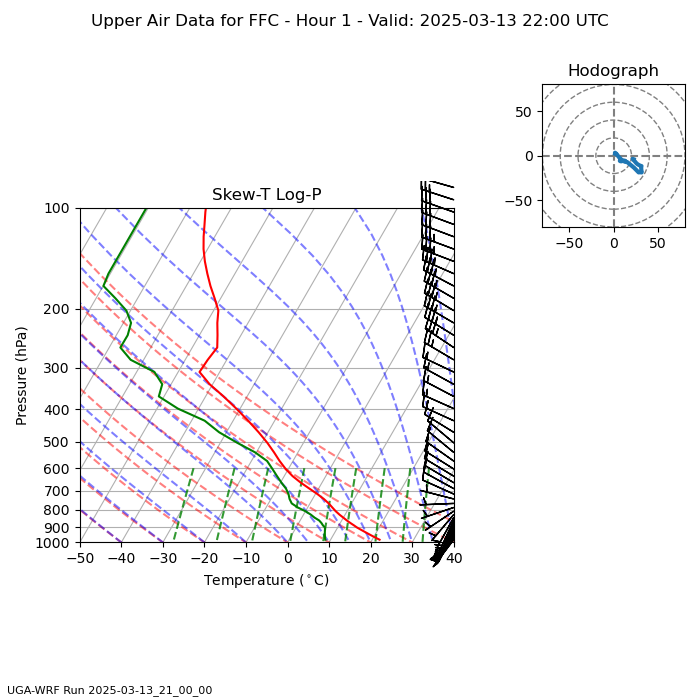 Upper Air Data for FFC - Hour 1 - Valid: 2025-03-13 22:00 UTC
Hodograph
50
0
−50
−50 0 50
Skew-T Log-P
100
200
300
400
500
600
700
800
900
1000
Pressure (hPa)
−50 −40 −30 −20 −10 0 10 20 30 40
Temperature (°C)
UGA-WRF Run 2025-03-13_21_00_00